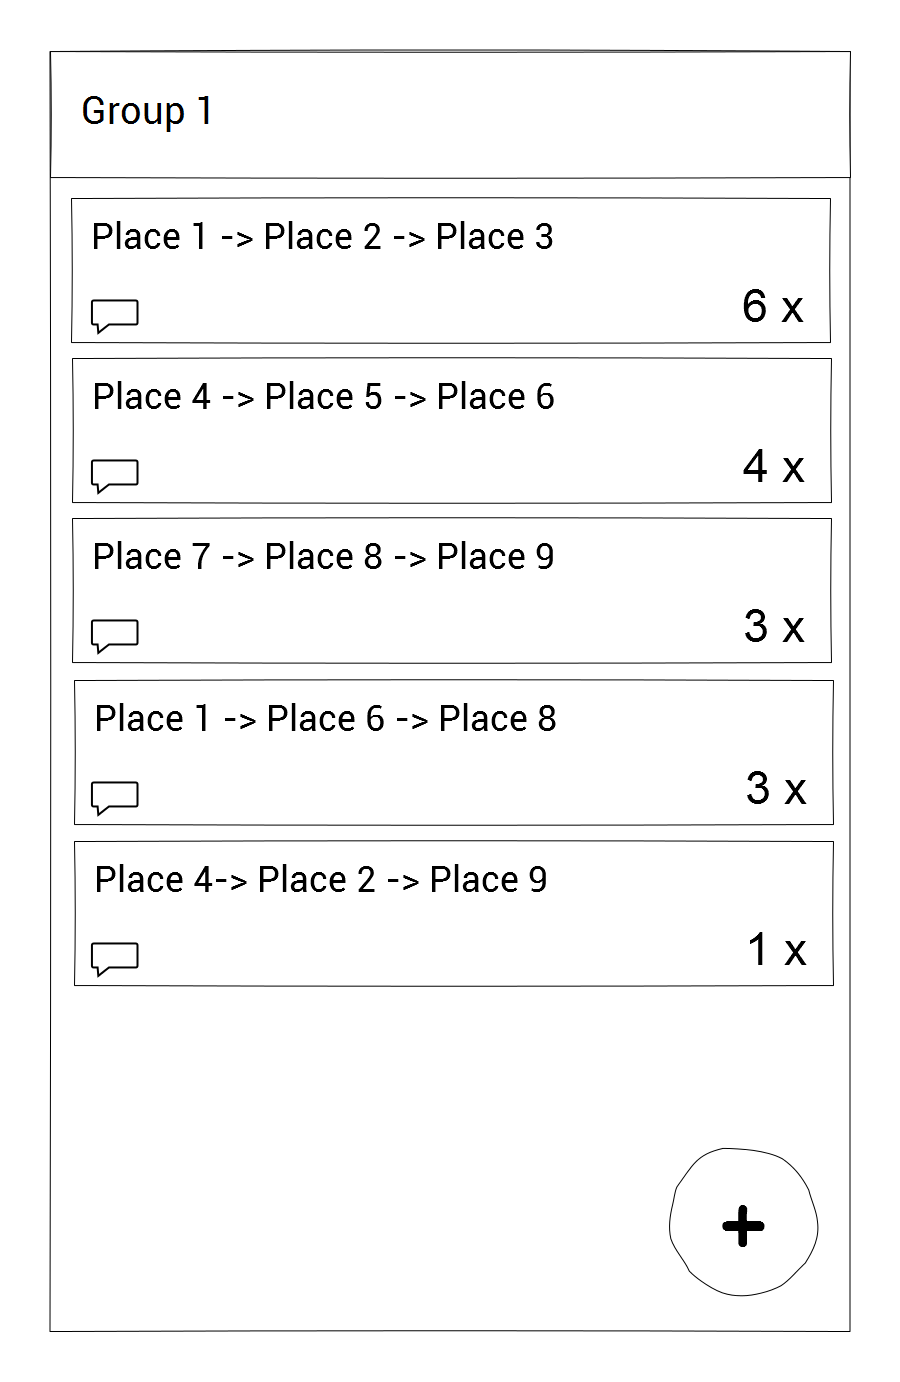 Group 1
Place 1 -> Place 2 -> Place 3
6 x
Place 4 -> Place 5 -> Place 6
4 x
Place 7 -> Place 8 -> Place 9
3 x
Place 1 -> Place 6 -> Place 8
3 x
Place 4-> Place 2 -> Place 9
1 x